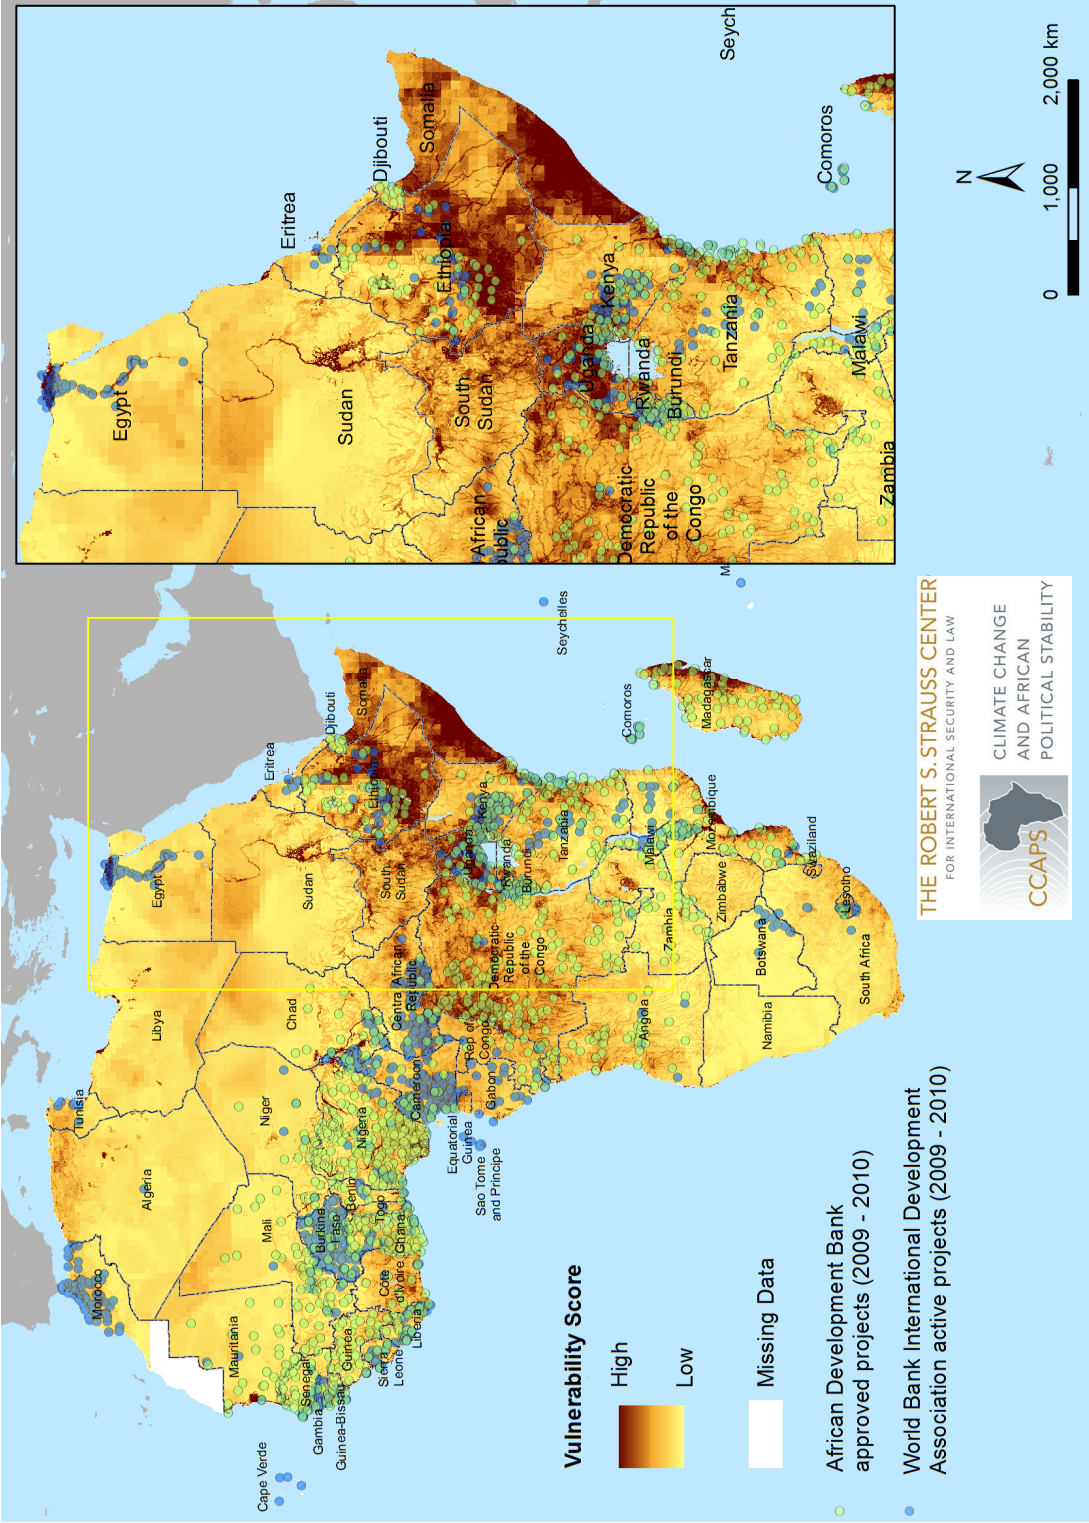 Tunisia
Morocco
Algeria
Libya
Egypt
Mauritania
Mali
Niger
Chad
Sudan
Eritrea
Djibouti
Cape Verde
Senegal
Gambia
Guinea-Bissau
Guinea
Sierra
Leone
Liberia
Côte
d'Ivoire
Burkina
Faso
Ghana
Togo
Benin
Nigeria
Cameroon
Central African
Republic
South
Sudan
Ethiopia
Somalia
Equatorial
Guinea
Sao Tome
and Principe
Gabon
Rep of
Congo
Democratic
Republic
of the
Congo
Uganda
Kenya
Rwanda
Burundi
Tanzania
Seychelles
Comoros
Angola
Zambia
Malawi
Mozambique
Madagascar
Zimbabwe
Botswana
Namibia
South Africa
Lesotho
Swaziland
M
Egypt
Sudan
Eritrea
Djibouti
Somalia
Ethiopia
South
Sudan
African
public
Democratic
Republic
of the
Congo
Uganda
Kenya
Rwanda
Burundi
Tanzania
Malawi
Zambia
Comoros
Seych
Vulnerability Score
High
Low
Missing Data
African Development Bank
approved projects (2009 - 2010)
World Bank International Development
Association active projects (2009 - 2010)
THE ROBERT S. STRAUSS CENTER
FOR INTERNATIONAL SECURITY AND LAW
CCAPS
CLIMATE CHANGE
AND AFRICAN
POLITICAL STABILITY
N
0 1,000 2,000 km